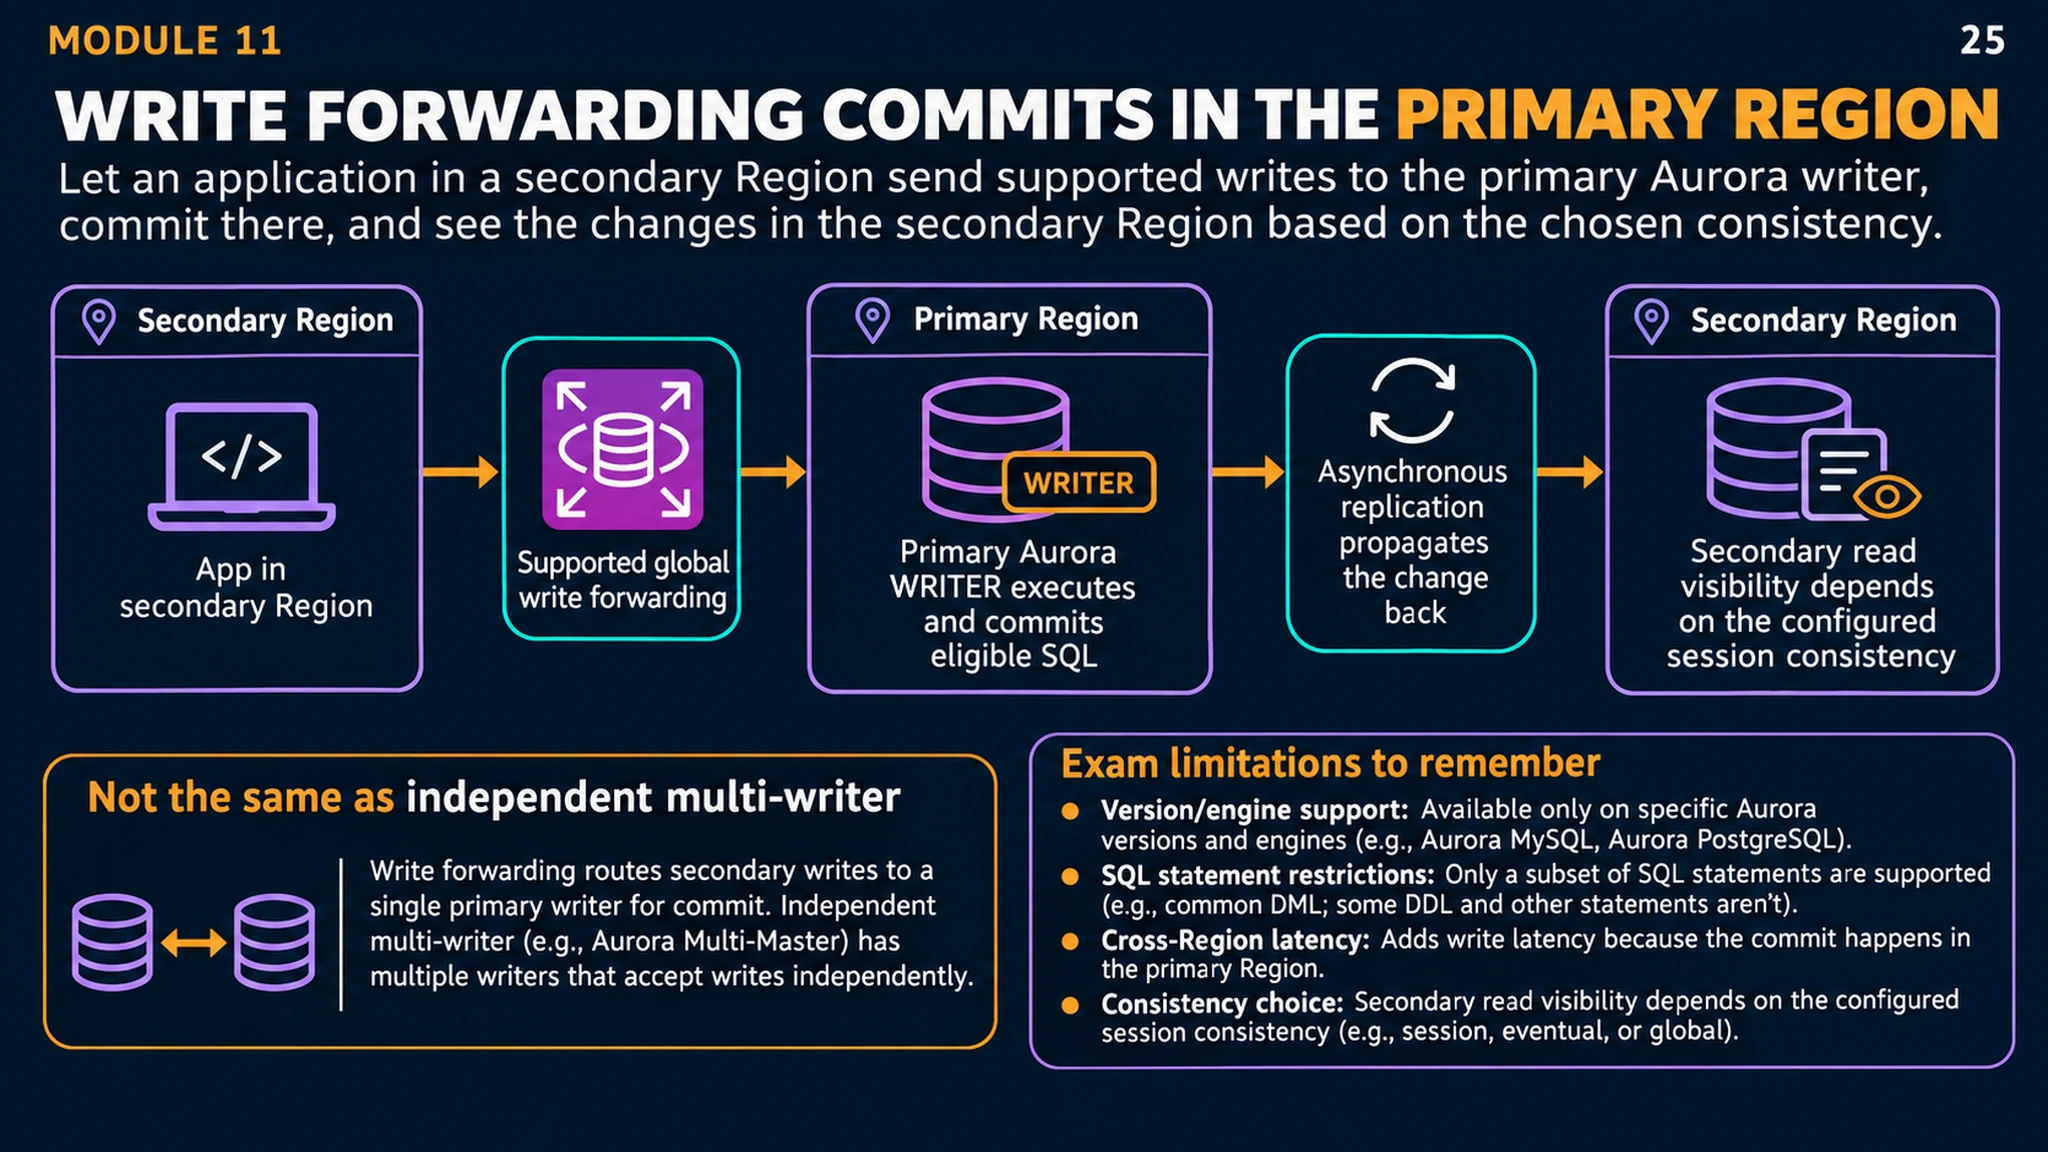 MODULE 11
25
WRITE FORWARDING COMMITS IN THE PRIMARY REGION
Let an application in a secondary Region send supported writes to the primary Aurora writer,
commit there, and see the changes in the secondary Region based on the chosen consistency.
Secondary Region
</>
App in
secondary Region
Supported global
write forwarding
Primary Region
WRITER
Primary Aurora
WRITER executes
and commits
eligible SQL
Asynchronous
replication
propagates
the change
back
Secondary Region
Secondary read
visibility depends
on the configured
session consistency
Not the same as independent multi-writer
Write forwarding routes secondary writes to a
single primary writer for commit. Independent
multi-writer (e.g., Aurora Multi-Master) has
multiple writers that accept writes independently.
Exam limitations to remember
Version/engine support: Available only on specific Aurora
versions and engines (e.g., Aurora MySQL, Aurora PostgreSQL).
SQL statement restrictions: Only a subset of SQL statements are supported
(e.g., common DML; some DDL and other statements aren't).
Cross-Region latency: Adds write latency because the commit happens in
the primary Region.
Consistency choice: Secondary read visibility depends on the configured
session consistency (e.g., session, eventual, or global).